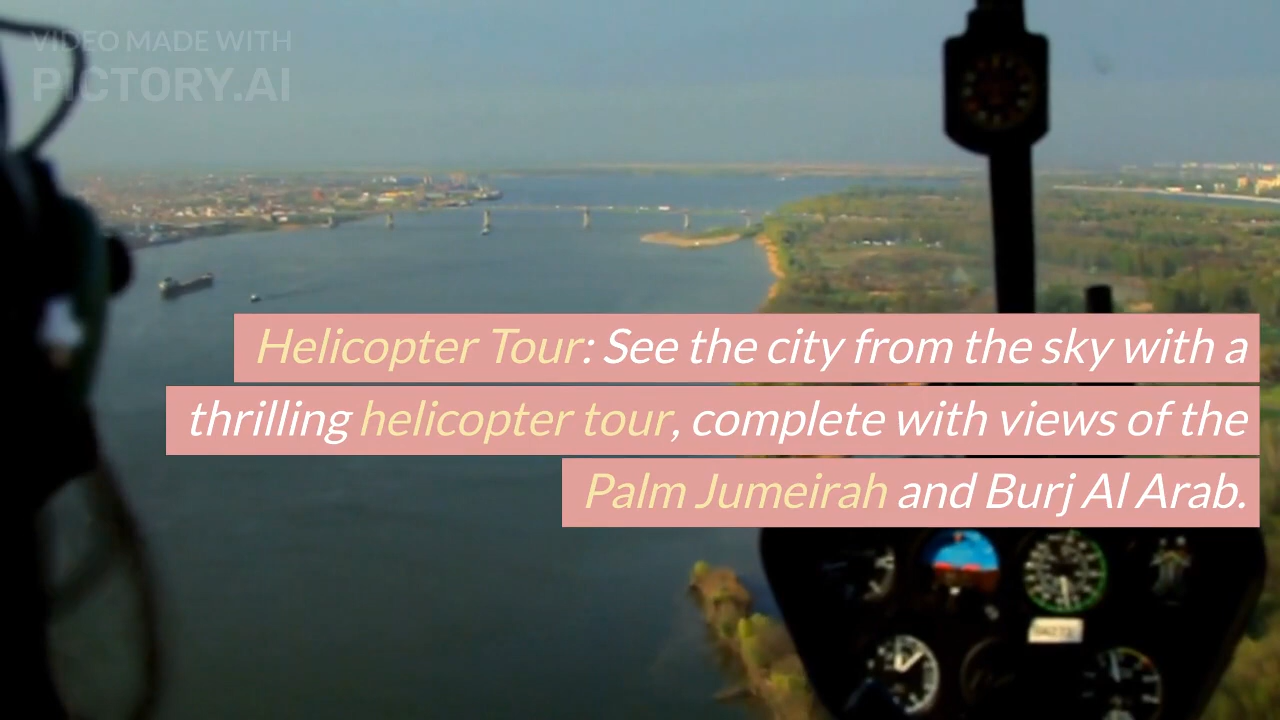 VIDEO MADE WITH
PICTORY.AI
Helicopter Tour: See the city from the sky with a
thrilling helicopter tour, complete with views of the
Palm Jumeirah and Burj Al Arab.